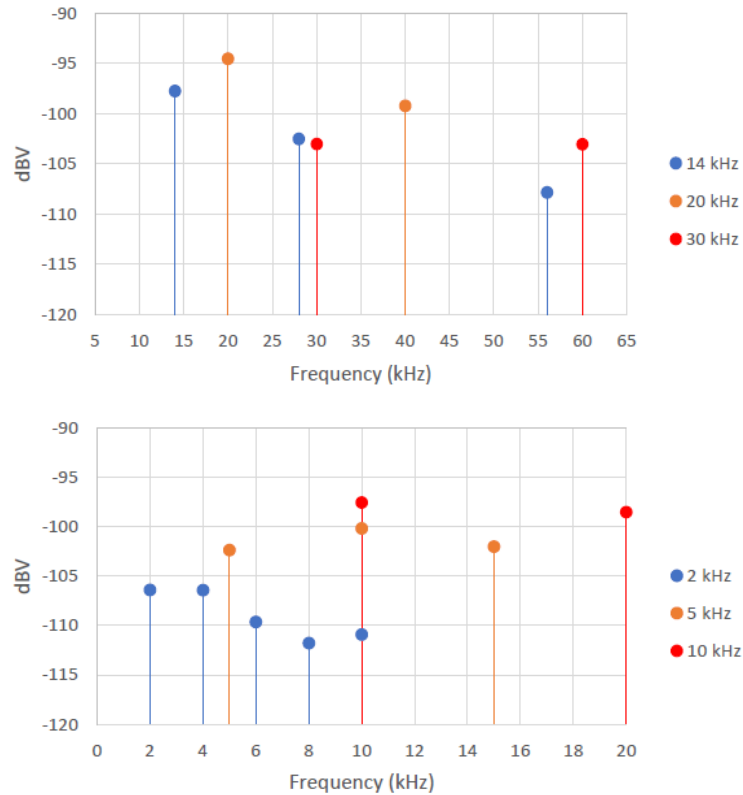 -90
-95
-100
-105
-110
-115
-120
dBV
5 10 15 20 25 30 35 40 45 50 55 60 65
Frequency (kHz)
14 kHz
20 kHz
30 kHz
-90
-95
-100
-105
-110
-115
-120
dBV
0 2 4 6 8 10 12 14 16 18 20
Frequency (kHz)
2 kHz
5 kHz
10 kHz